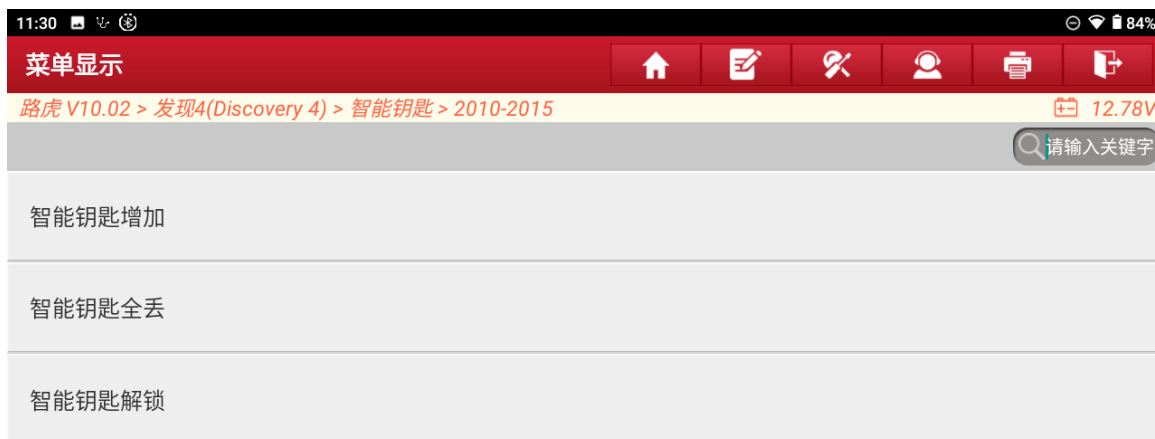 11:30 84%
菜单显示
路虎 V10.02 > 发现4(Discovery 4) > 智能钥匙 > 2010-2015 12.78V
请输入关键字
智能钥匙增加
智能钥匙全丢
智能钥匙解锁